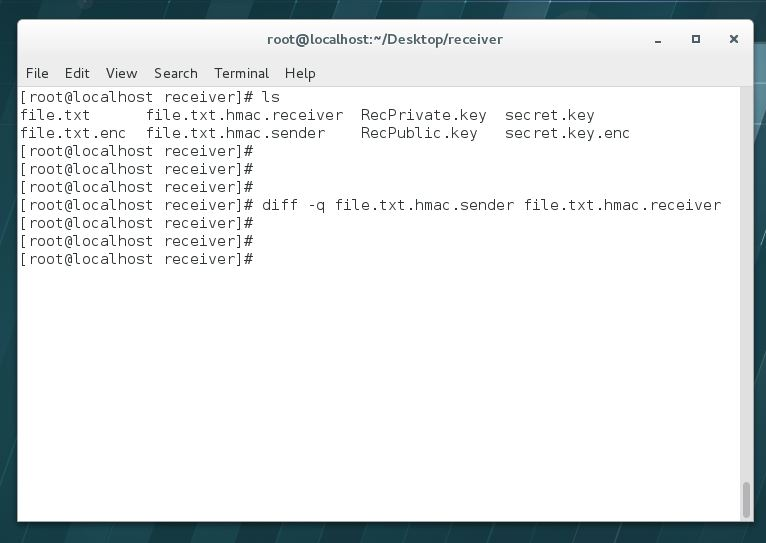 root@localhost:~/Desktop/receiver
File Edit View Search Terminal Help
[root@localhost receiver]# ls
file.txt      file.txt.hmac.receiver  RecPrivate.key  secret.key
file.txt.enc  file.txt.hmac.sender    RecPublic.key   secret.key.enc
[root@localhost receiver]#
[root@localhost receiver]#
[root@localhost receiver]#
[root@localhost receiver]# diff -q file.txt.hmac.sender file.txt.hmac.receiver
[root@localhost receiver]#
[root@localhost receiver]#
[root@localhost receiver]#